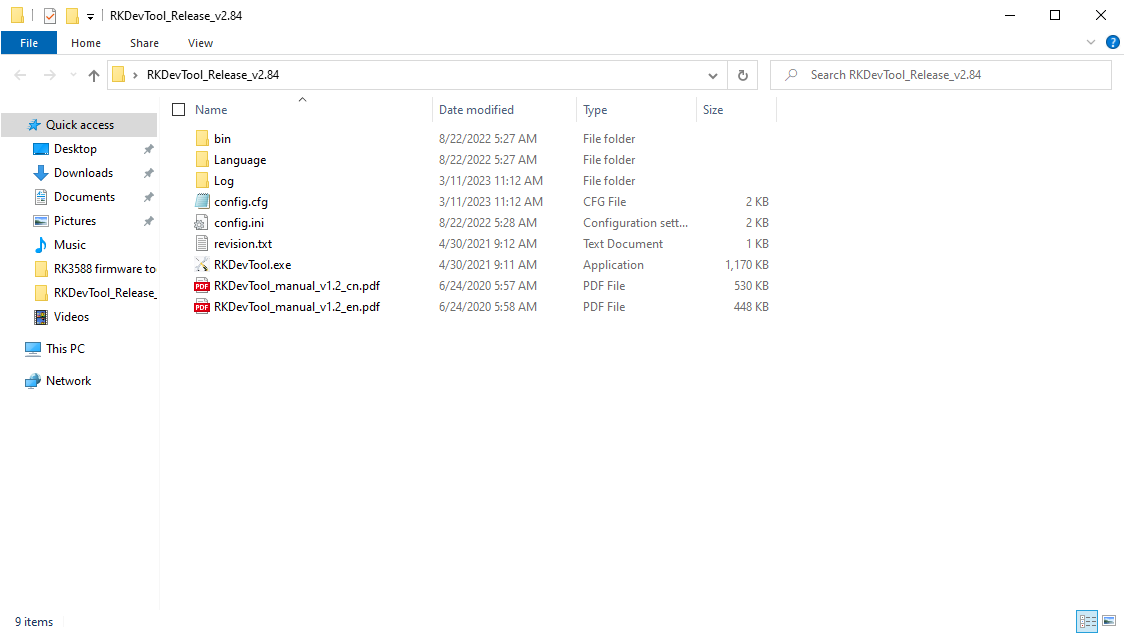 RKDevTool_Release_v2.84
File Home Share View
RKDevTool_Release_v2.84
Search RKDevTool_Release_v2.84
Quick access
Desktop
Downloads
Documents
Pictures
Music
RK3588 firmware to
RKDevTool_Release_
Videos
This PC
Network
Name Date modified Type Size
bin 8/22/2022 5:27 AM File folder
Language 8/22/2022 5:27 AM File folder
Log 3/11/2023 11:12 AM File folder
config.cfg 3/11/2023 11:12 AM CFG File 2 KB
config.ini 8/22/2022 5:28 AM Configuration sett... 2 KB
revision.txt 4/30/2021 9:12 AM Text Document 1 KB
RKDevTool.exe 4/30/2021 9:11 AM Application 1,170 KB
PDF RKDevTool_manual_v1.2_cn.pdf 6/24/2020 5:57 AM PDF File 530 KB
PDF RKDevTool_manual_v1.2_en.pdf 6/24/2020 5:58 AM PDF File 448 KB
9 items